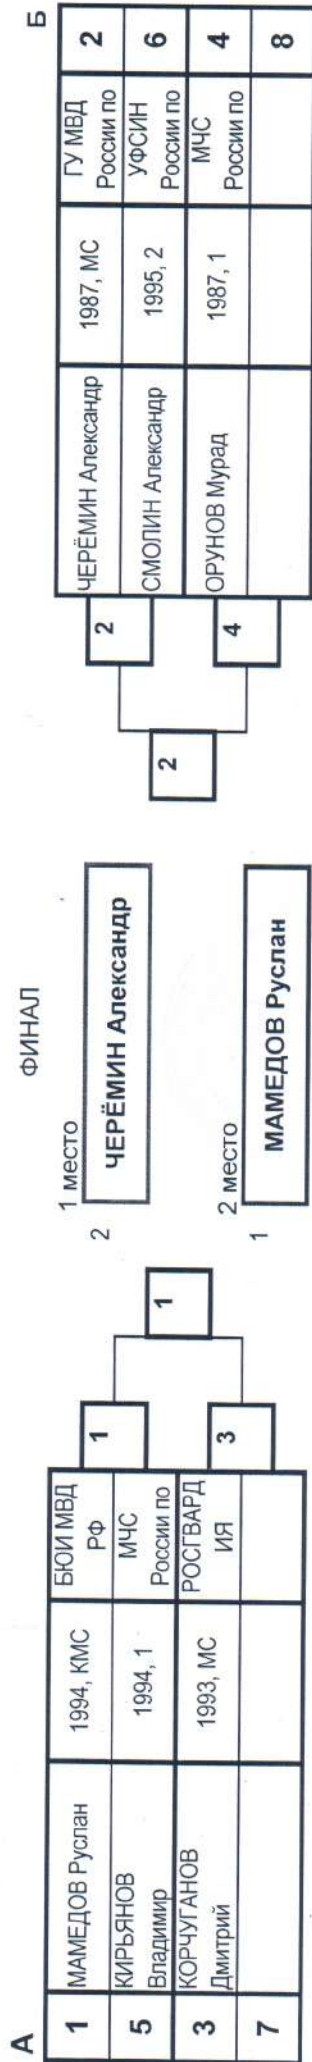 А
1 МАМЕДОВ Руслан 1994, КМС БЮИ МВД
РФ
5 КИРЬЯНОВ
Владимир 1994, 1 МЧС
России по
3 КОРЧУГАНОВ
Дмитрий 1993, МС РОСГВАРД
ИЯ
7
1
3
1
ФИНАЛ
1 место
2 ЧЕРЁМИН Александр
2 место
1 МАМЕДОВ Руслан
Б
2
2
4
ЧЕРЁМИН Александр 1987, МС ГУ МВД
России по 2
СМОЛИН Александр 1995, 2 УФСИН
России по 6
ОРУНОВ Мурад 1987, 1 МЧС
России по 4
8